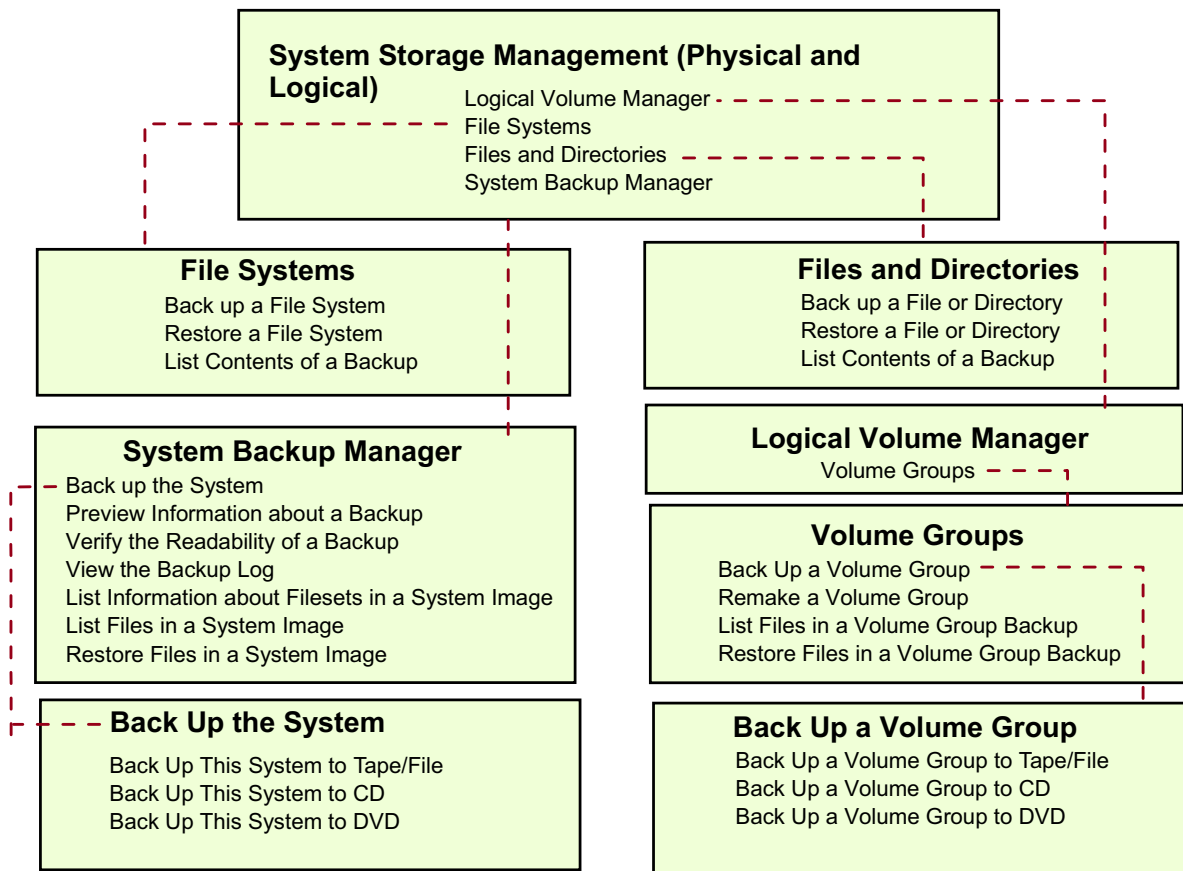 System Storage Management (Physical and
Logical)
Logical Volume Manager
File Systems
Files and Directories
System Backup Manager
File Systems
Back up a File System
Restore a File System
List Contents of a Backup
Files and Directories
Back up a File or Directory
Restore a File or Directory
List Contents of a Backup
System Backup Manager
Back up the System
Preview Information about a Backup
Verify the Readability of a Backup
View the Backup Log
List Information about Filesets in a System Image
List Files in a System Image
Restore Files in a System Image
Logical Volume Manager
Volume Groups
Volume Groups
Back Up a Volume Group
Remake a Volume Group
List Files in a Volume Group Backup
Restore Files in a Volume Group Backup
Back Up the System
Back Up This System to Tape/File
Back Up This System to CD
Back Up This System to DVD
Back Up a Volume Group
Back Up a Volume Group to Tape/File
Back Up a Volume Group to CD
Back Up a Volume Group to DVD